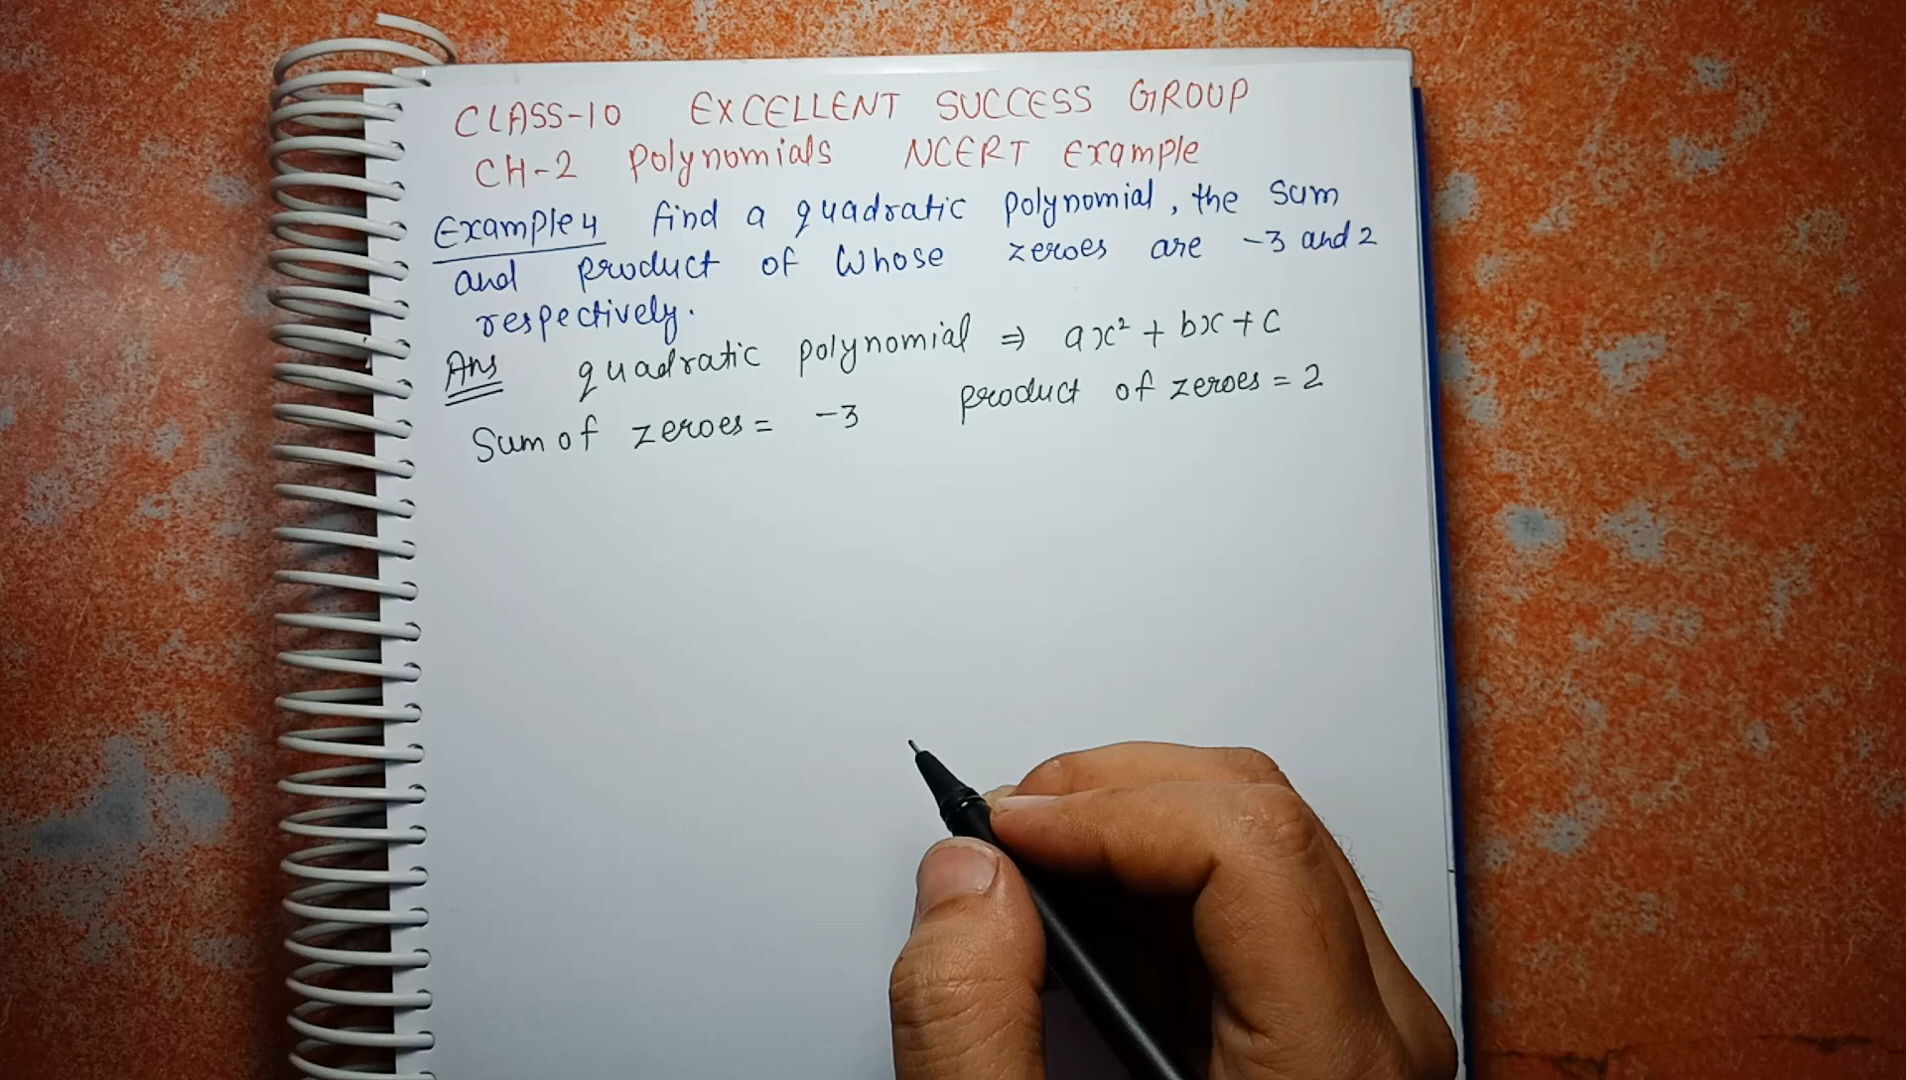 CLASS-10 EXCELLENT SUCCESS GROUP
CH-2 Polynomials NCERT Example
Example 4 find a quadratic polynomial, the sum
and product of whose zeroes are -3 and 2
respectively.
Ans quadratic polynomial ⇒ ax² + bx + c
Sum of zeroes = -3 product of zeroes = 2